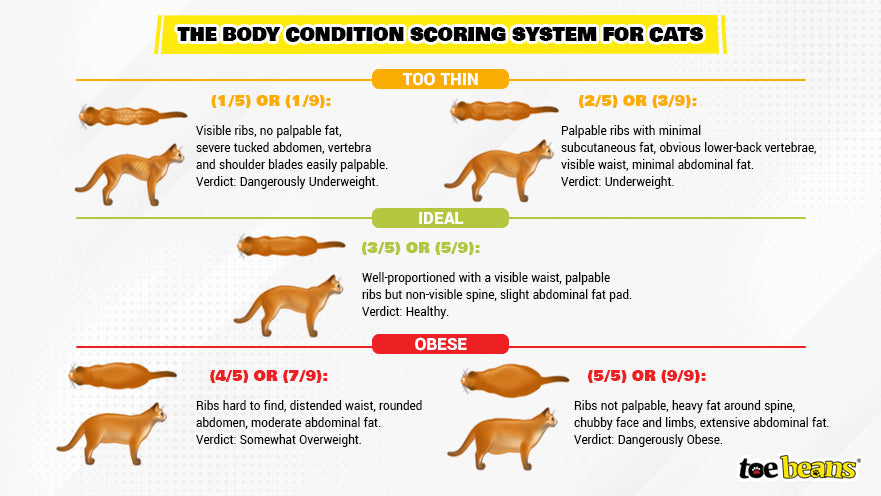 THE BODY CONDITION SCORING SYSTEM FOR CATS
TOO THIN
(1/5) OR (1/9):
Visible ribs, no palpable fat,
severe tucked abdomen, vertebra
and shoulder blades easily palpable.
Verdict: Dangerously Underweight.
(2/5) OR (3/9):
Palpable ribs with minimal
subcutaneous fat, obvious lower-back vertebrae,
visible waist, minimal abdominal fat.
Verdict: Underweight.
IDEAL
(3/5) OR (5/9):
Well-proportioned with a visible waist, palpable
ribs but non-visible spine, slight abdominal fat pad.
Verdict: Healthy.
OBESE
(4/5) OR (7/9):
Ribs hard to find, distended waist, rounded
abdomen, moderate abdominal fat.
Verdict: Somewhat Overweight.
(5/5) OR (9/9):
Ribs not palpable, heavy fat around spine,
chubby face and limbs, extensive abdominal fat.
Verdict: Dangerously Obese.
toe beans®